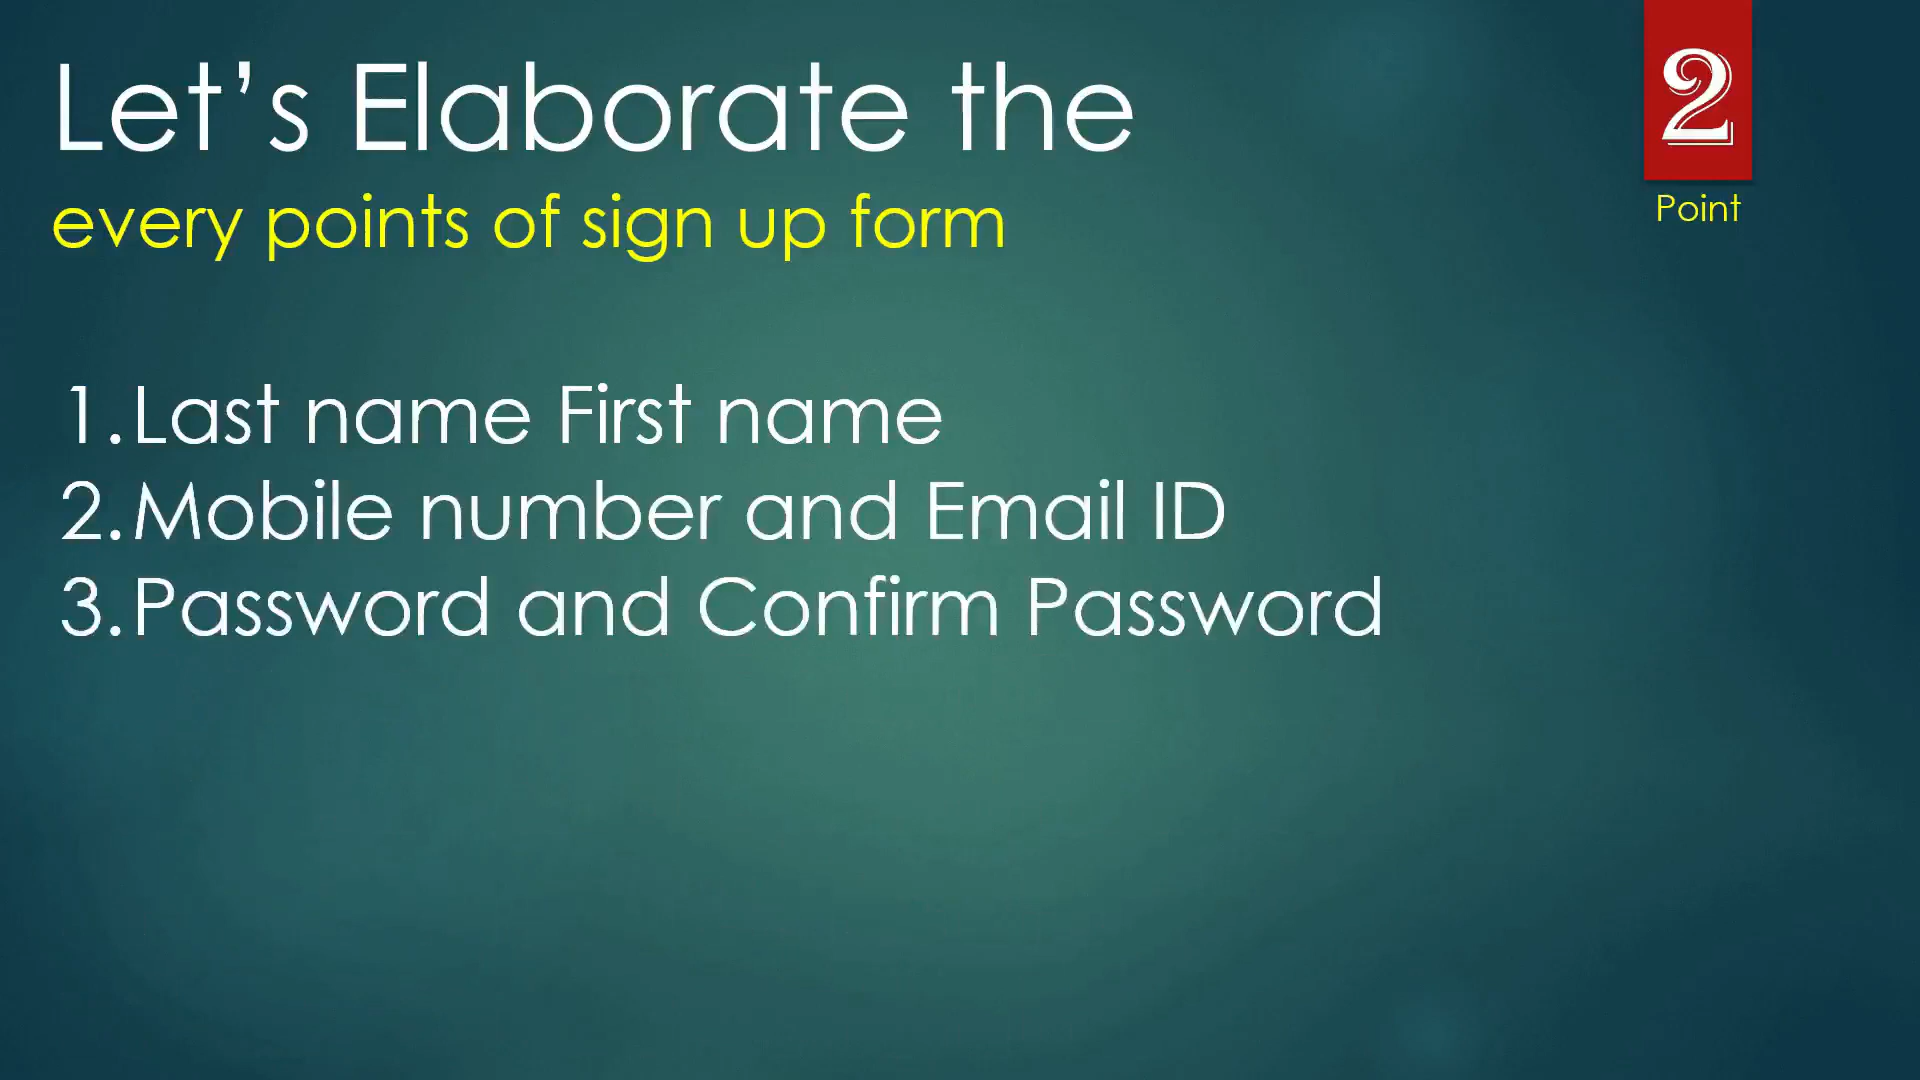 Let’s Elaborate the
every points of sign up form
2
Point
1. Last name First name
2. Mobile number and Email ID
3. Password and Confirm Password